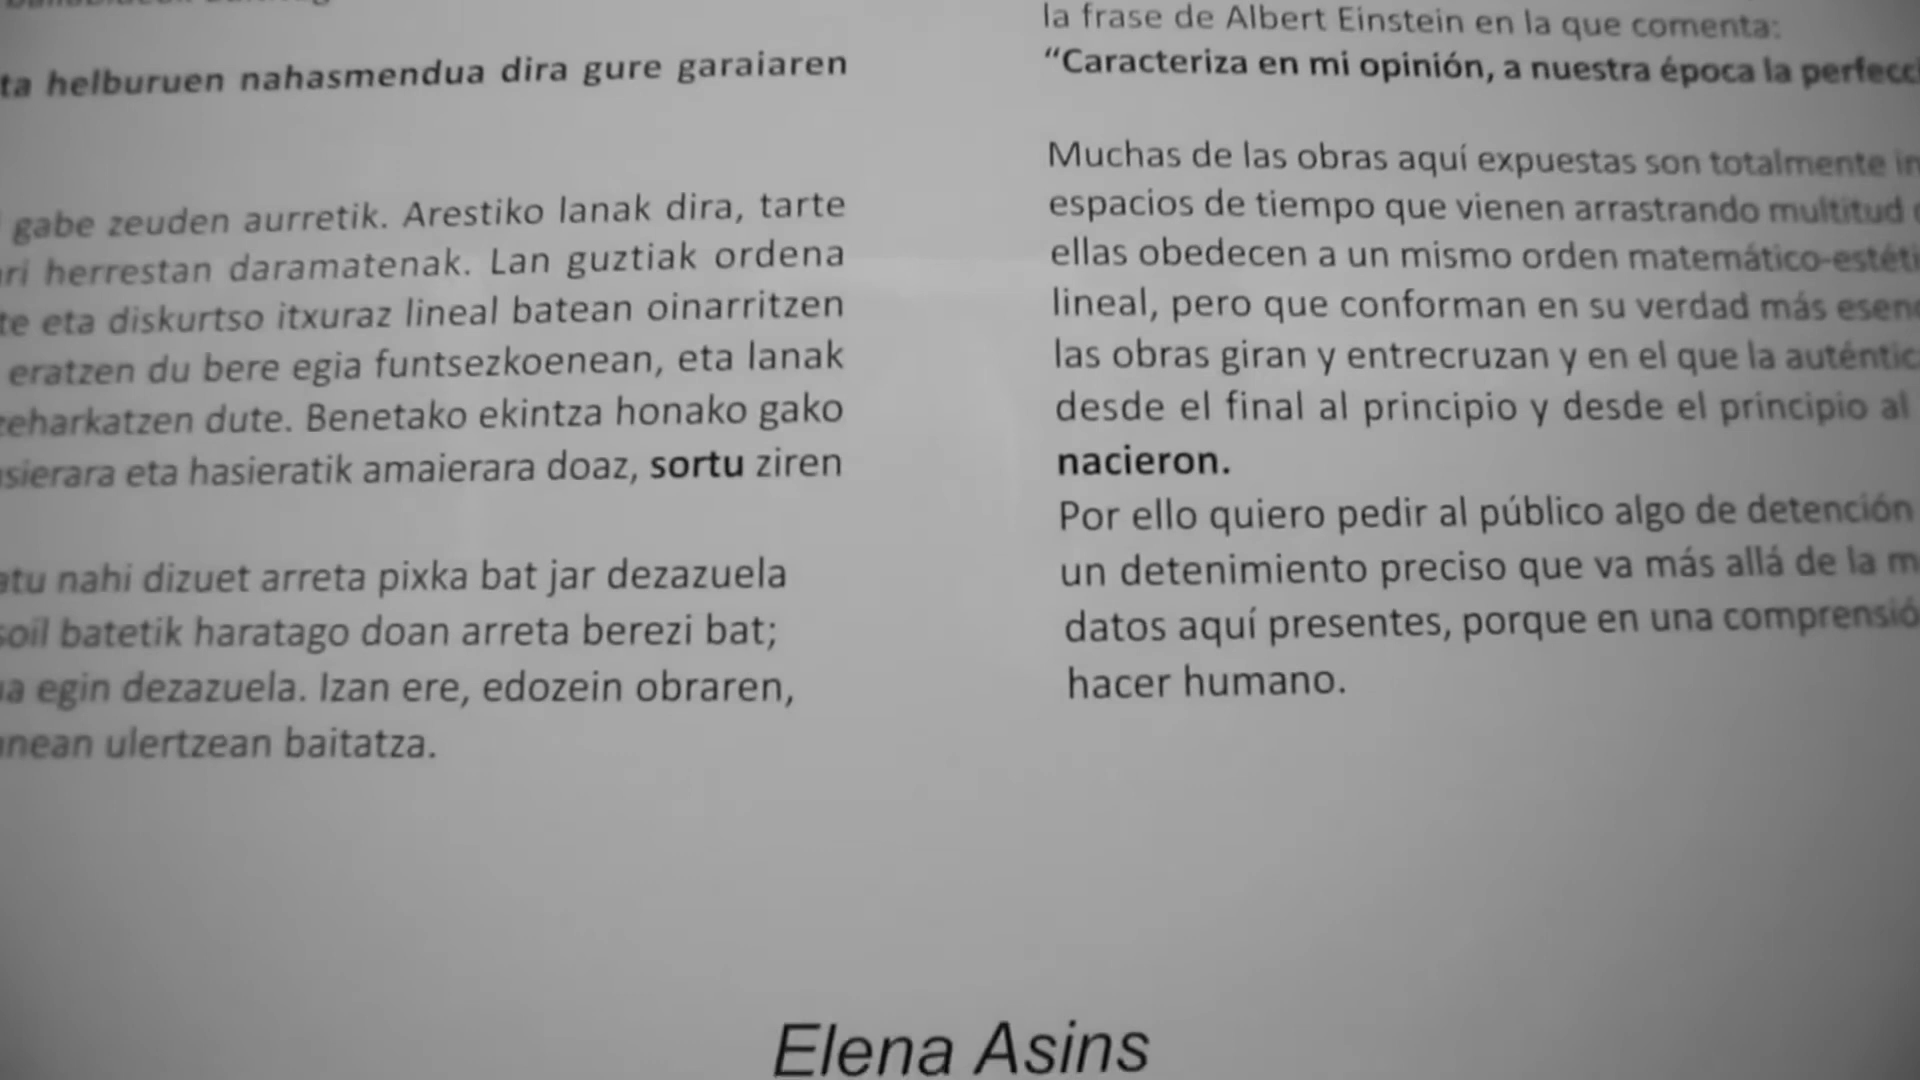 ta helburuen nahasmendua dira gure garaiaren
gabe zeuden aurretik. Arestiko lanak dira, tarte
herrestan daramatenak. Lan guztiak ordena
eta diskurtso itxuraz lineal batean oinarritzen
eratzen du bere egia funtsezkoenean, eta lanak
zeharkatzen dute. Benetako ekintza honako gako
eta hasieratik amaierara doaz, sortu ziren
nahi dizuet arreta pixka bat jar dezazuela
soil batetik haratago doan arreta berezi bat;
egin dezazuela. Izan ere, edozein obraren,
ulertzean baitatza.
la frase de Albert Einstein en la que comenta:
“Caracteriza en mi opinión, a nuestra época la perfecci
Muchas de las obras aquí expuestas son totalmente in
espacios de tiempo que vienen arrastrando multitud
ellas obedecen a un mismo orden matemático-estéti
lineal, pero que conforman en su verdad más esen
las obras giran y entrecruzan y en el que la auténtic
desde el final al principio y desde el principio al
nacieron.
Por ello quiero pedir al público algo de detención
un detenimiento preciso que va más allá de la m
datos aquí presentes, porque en una comprensió
hacer humano.
Elena Asins